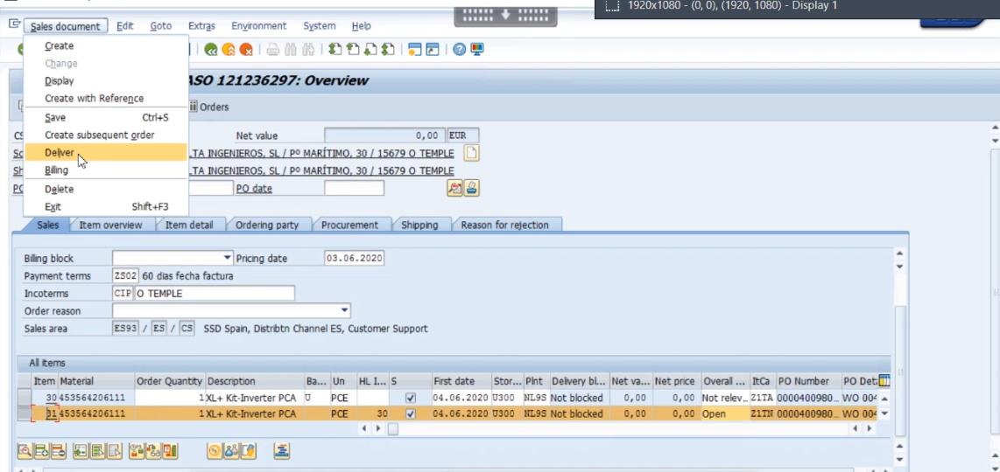 1920x1080 - (0, 0), (1920, 1080) - Display 1
Sales document Edit Goto Extras Environment System Help
Create
Change
Display
Create with Reference
Save Ctrl+S
Create subsequent order
Deliver
Billing
Delete
Exit Shift+F3
ASO 121236297: Overview
Orders
Net value 0,00 EUR
LTA INGENIEROS, SL / Pº MARÍTIMO, 30 / 15679 O TEMPLE
LTA INGENIEROS, SL / Pº MARÍTIMO, 30 / 15679 O TEMPLE
PO date
Sales Item overview Item detail Ordering party Procurement Shipping Reason for rejection
Billing block Pricing date 03.06.2020
Payment terms ZS02 60 dias fecha factura
Incoterms CIP O TEMPLE
Order reason
Sales area ES93 / ES / CS SSD Spain, Distribtn Channel ES, Customer Support
All items
Item Material Order Quantity Description Ba... Un HL I... S First date Stor... Plnt Delivery bl... Net va... Net price Overall ... ItCa PO Number PO Det
30 453564206111 1 XL+ Kt-Inverter PCA U PCE 04.06.2020 U300 NL9S Not blocked 0,00 0,00 Not relev... Z1TA 0000400980... WO 004
31 453564206111 1 XL+ Kt-Inverter PCA PCE 30 04.06.2020 U300 NL9S Not blocked 0,00 0,00 Open Z1TN 0000400980... WO 004